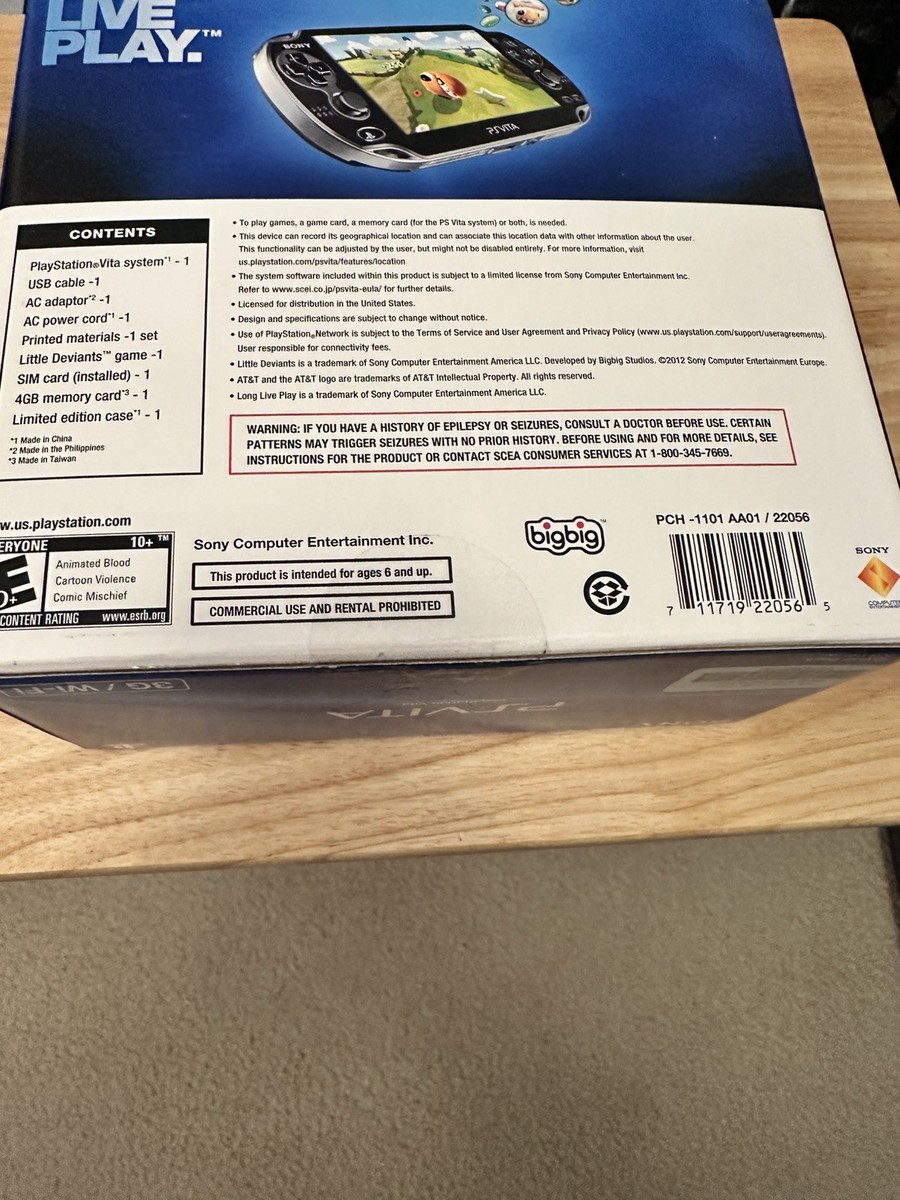 LIVE
PLAY.™
SONY
250
PSVITA
CONTENTS
PlayStation®Vita system*1 - 1
USB cable -1
AC adaptor*2 -1
AC power cord*1 -1
Printed materials -1 set
Little Deviants™ game -1
SIM card (installed) - 1
4GB memory card*3 - 1
Limited edition case*1 - 1
*1 Made in China
*2 Made in the Philippines
*3 Made in Taiwan
• To play games, a game card, a memory card (for the PS Vita system) or both, is needed.
• This device can record its geographical location and can associate this location data with other information about the user.
This functionality can be adjusted by the user, but might not be disabled entirely. For more information, visit
us.playstation.com/psvita/features/location
• The system software included within this product is subject to a limited license from Sony Computer Entertainment Inc.
Refer to www.scei.co.jp/psvita-eula/ for further details.
• Licensed for distribution in the United States.
• Design and specifications are subject to change without notice.
• Use of PlayStation®Network is subject to the Terms of Service and User Agreement and Privacy Policy (www.us.playstation.com/support/useragreements).
User responsible for connectivity fees.
• Little Deviants is a trademark of Sony Computer Entertainment America LLC. Developed by Bigbig Studios. ©2012 Sony Computer Entertainment Europe.
• AT&T and the AT&T logo are trademarks of AT&T Intellectual Property. All rights reserved.
• Long Live Play is a trademark of Sony Computer Entertainment America LLC.
WARNING: IF YOU HAVE A HISTORY OF EPILEPSY OR SEIZURES, CONSULT A DOCTOR BEFORE USE. CERTAIN
PATTERNS MAY TRIGGER SEIZURES WITH NO PRIOR HISTORY. BEFORE USING AND FOR MORE DETAILS, SEE
INSTRUCTIONS FOR THE PRODUCT OR CONTACT SCEA CONSUMER SERVICES AT 1-800-345-7669.
w.us.playstation.com
ERYONE 10+ ™
E
0+
Animated Blood
Cartoon Violence
Comic Mischief
CONTENT RATING www.esrb.org
Sony Computer Entertainment Inc.
This product is intended for ages 6 and up.
COMMERCIAL USE AND RENTAL PROHIBITED
bigbig™
PCH -1101 AA01 / 22056
7 11719 22056 5
SONY
COMPUTER
ENTERTAINMENT
3G / WI-FI
PSVITA